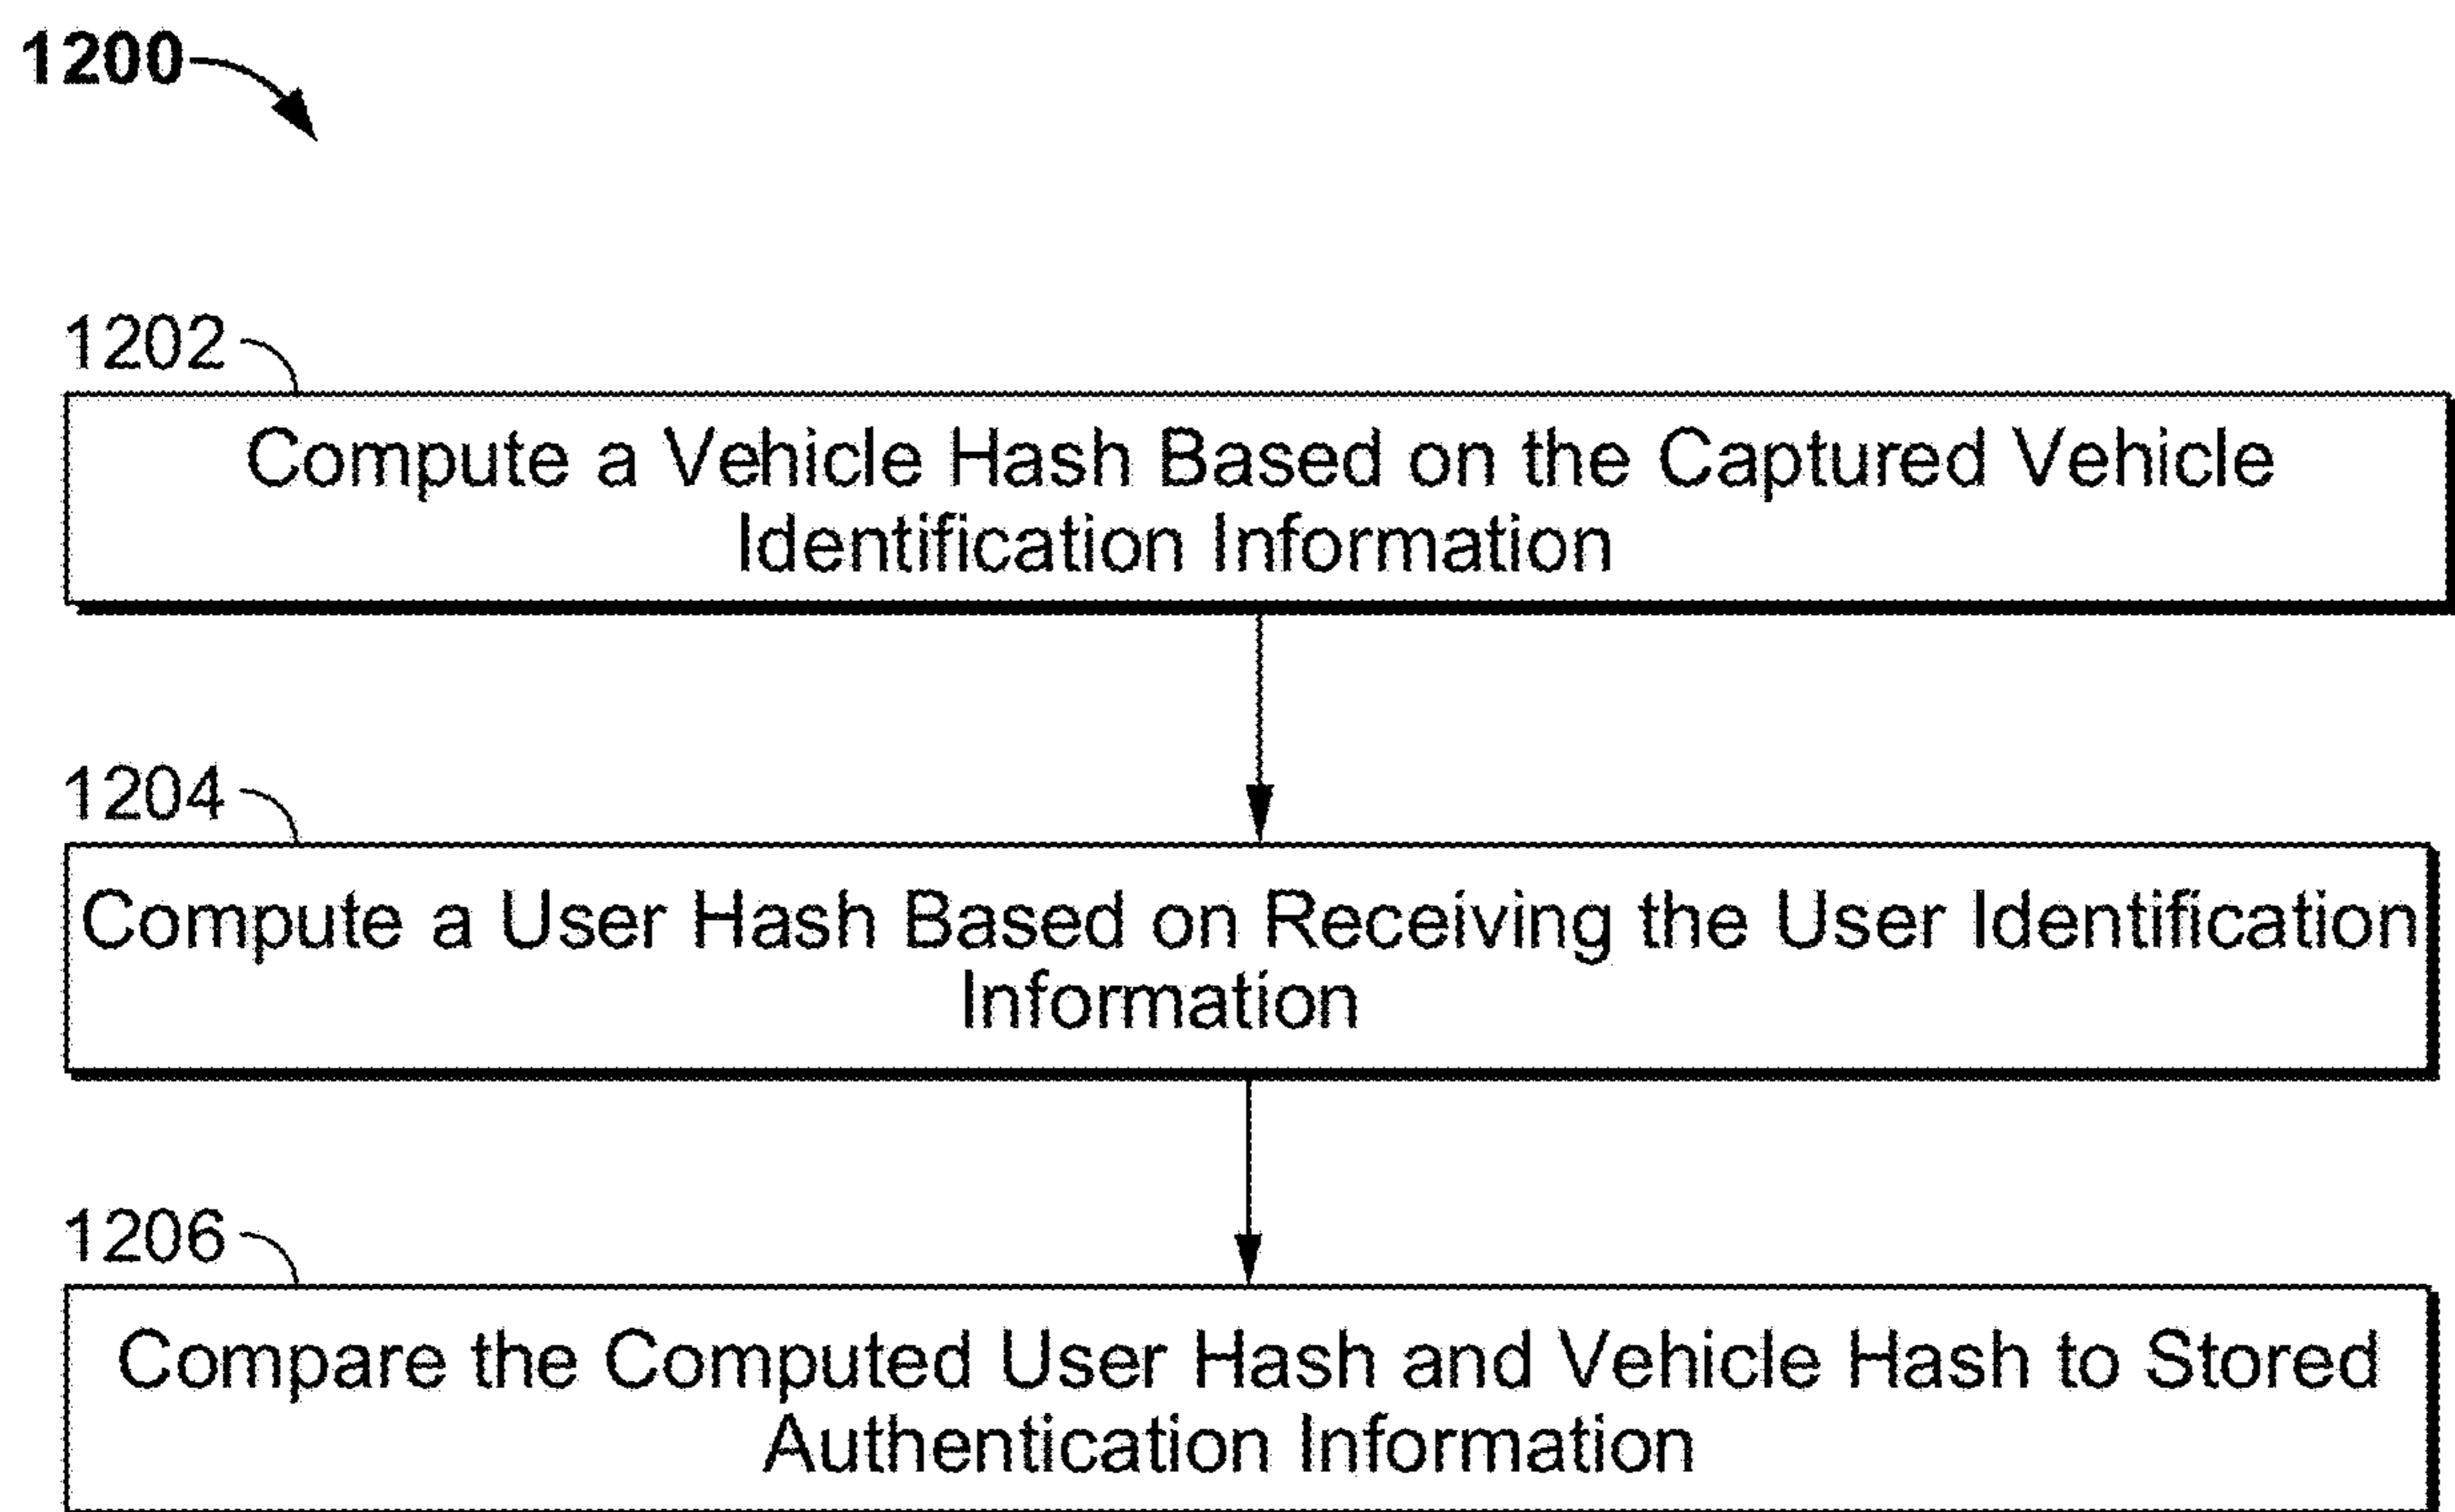 1200
1202
Compute a Vehicle Hash Based on the Captured Vehicle
Identification Information
1204
Compute a User Hash Based on Receiving the User Identification
Information
1206
Compare the Computed User Hash and Vehicle Hash to Stored
Authentication Information